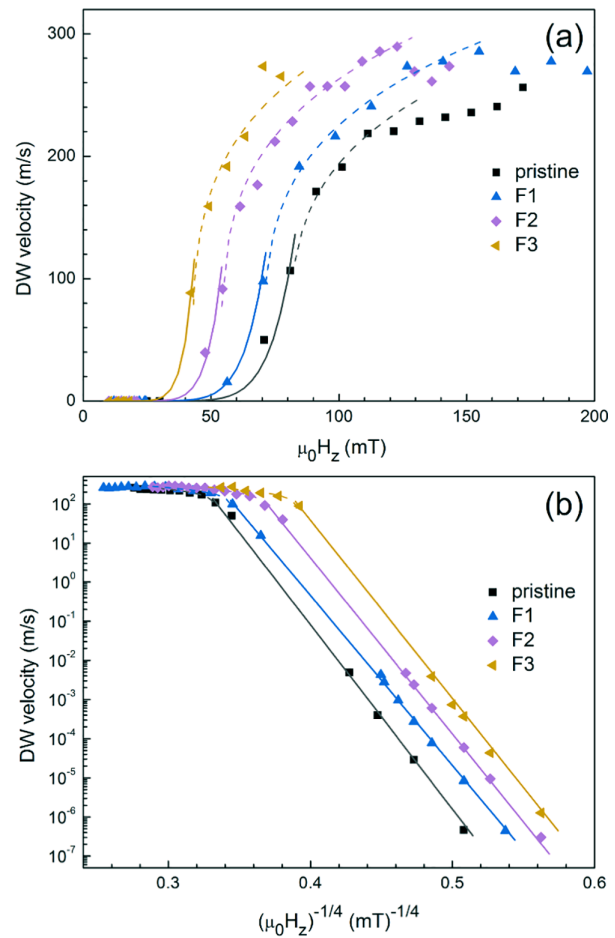 (a)
300
200
100
0
DW velocity (m/s)
pristine
F1
F2
F3
0 50 100 150 200
μ₀H_z (mT)
(b)
10²
10¹
10⁰
10⁻¹
10⁻²
10⁻³
10⁻⁴
10⁻⁵
10⁻⁶
10⁻⁷
DW velocity (m/s)
pristine
F1
F2
F3
0.3 0.4 0.5 0.6
(μ₀H_z)⁻¹/⁴ (mT)⁻¹/⁴